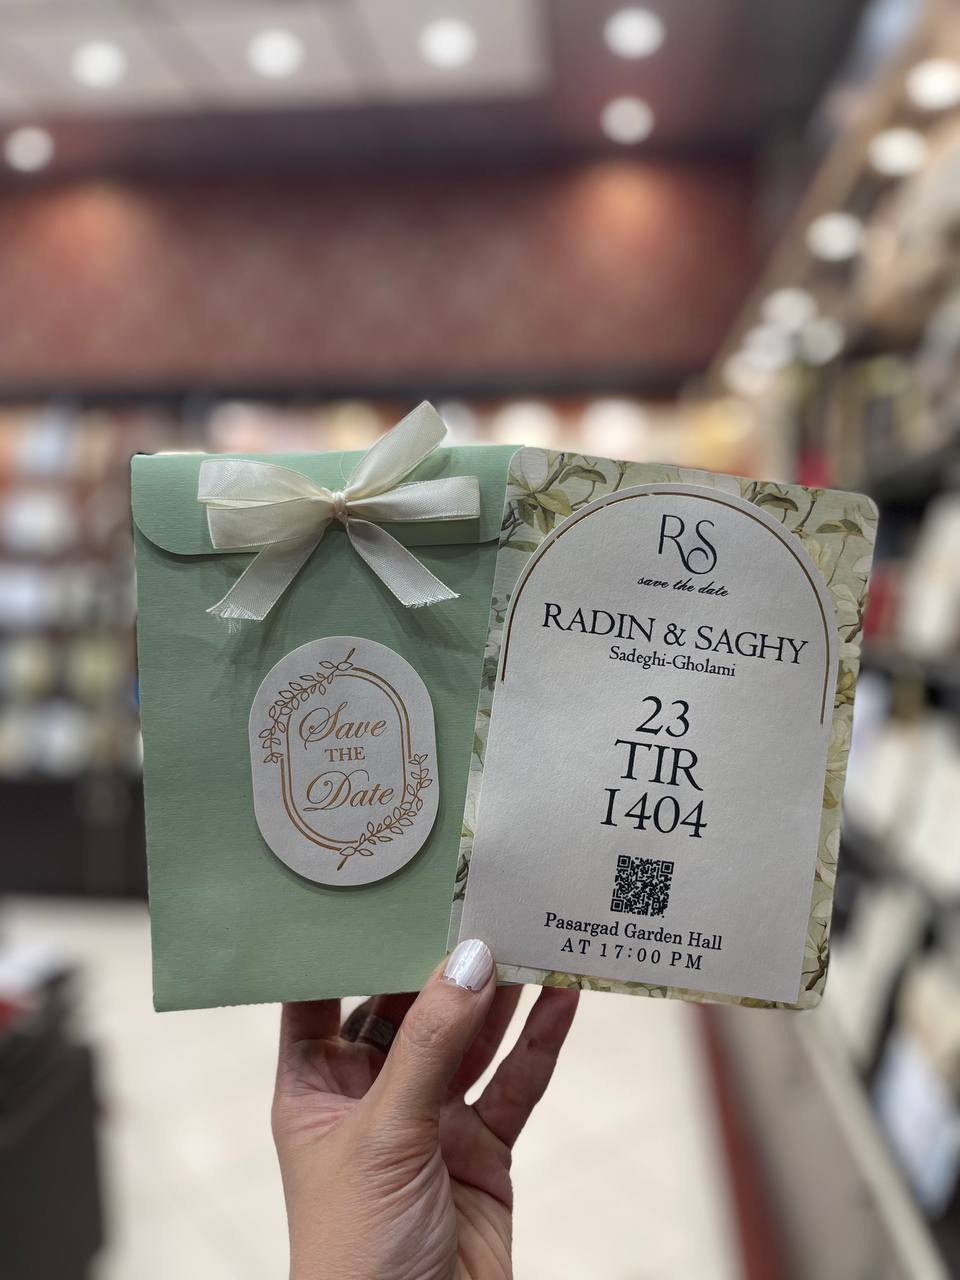 Save
THE
Date
RS
save the date
RADIN & SAGHY
Sadeghi-Gholami
23
TIR
1404
Pasargad Garden Hall
AT 17:00 PM